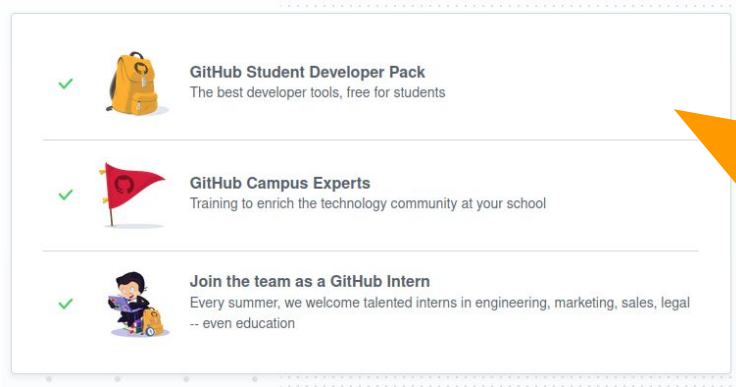 GitHub Student Developer Pack
The best developer tools, free for students
GitHub Campus Experts
Training to enrich the technology community at your school
Join the team as a GitHub Intern
Every summer, we welcome talented interns in engineering, marketing, sales, legal
-- even education